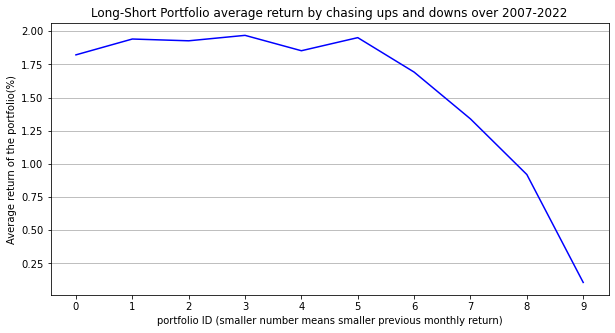 Long-Short Portfolio average return by chasing ups and downs over 2007-2022
Average return of the portfolio(%)
2.00
1.75
1.50
1.25
1.00
0.75
0.50
0.25
0 1 2 3 4 5 6 7 8 9
portfolio ID (smaller number means smaller previous monthly return)